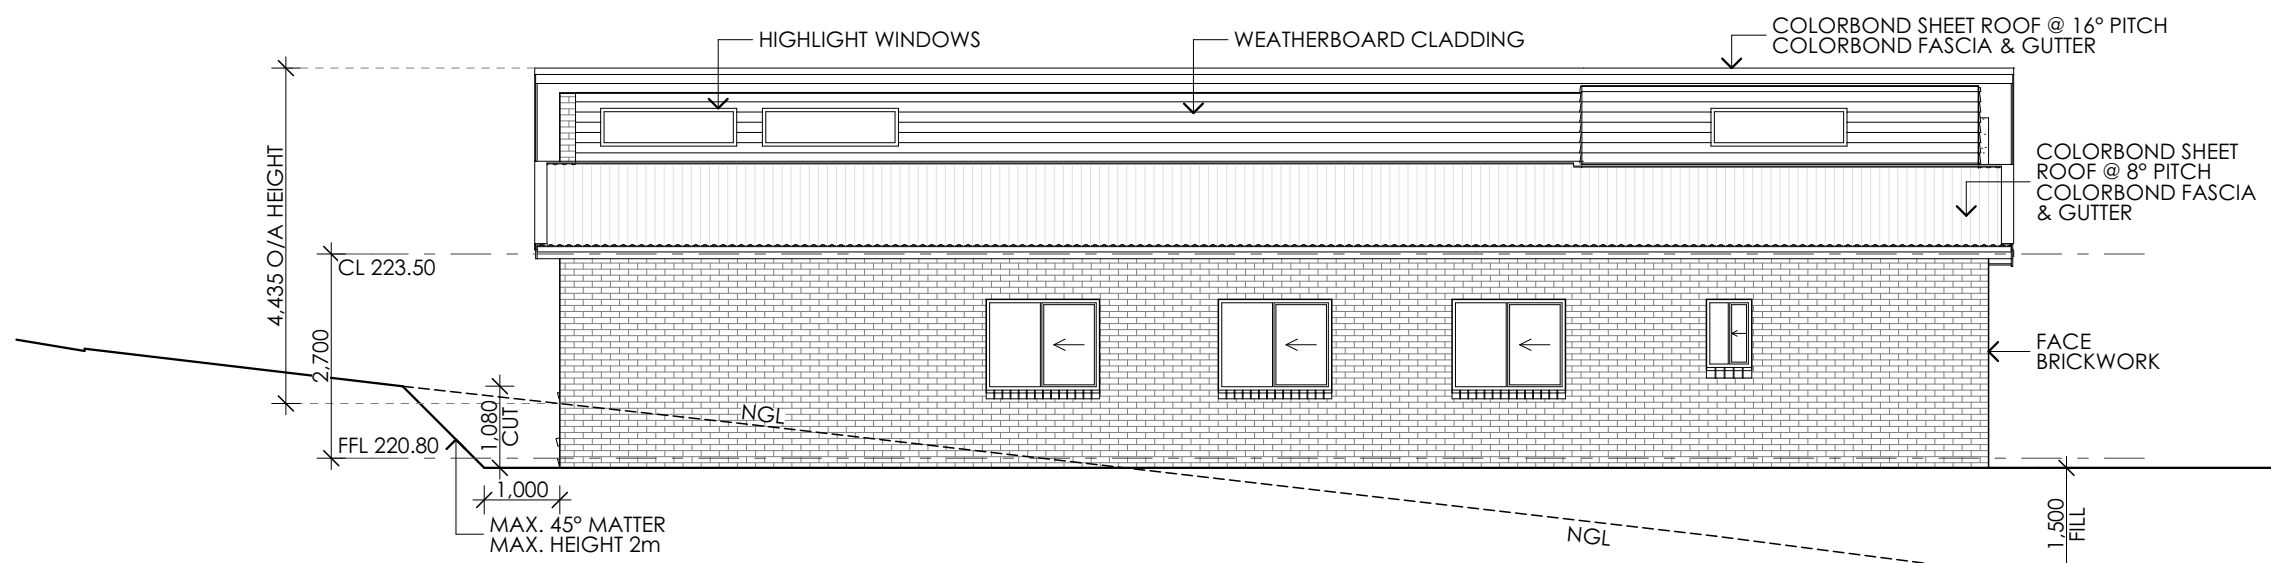 HIGHLIGHT WINDOWS
WEATHERBOARD CLADDING
COLORBOND SHEET ROOF @ 16° PITCH
COLORBOND FASCIA & GUTTER
COLORBOND SHEET
ROOF @ 8° PITCH
COLORBOND FASCIA
& GUTTER
4,435 O/A HEIGHT
CL 223.50
2,700
FACE
BRICKWORK
1,080
CUT
NGL
FFL 220.80
1,000
MAX. 45° MATTER
MAX. HEIGHT 2m
NGL
1,500
FILL